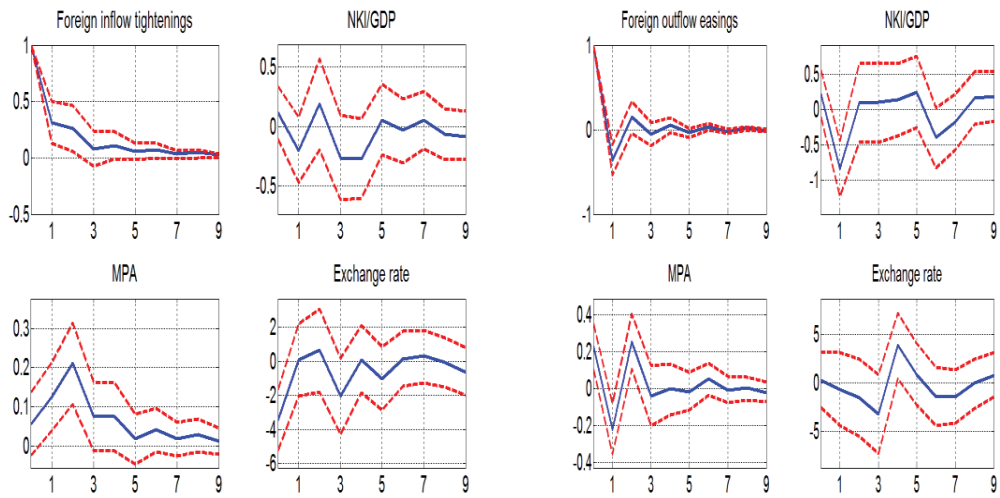 Foreign inflow tightenings
NKI/GDP
Foreign outflow easings
NKI/GDP
1
0.5
0
-0.5
1 3 5 7 9
0.5
0
-0.5
1 3 5 7 9
1
0
-1
1 3 5 7 9
0.5
0
-0.5
-1
1 3 5 7 9
MPA
Exchange rate
MPA
Exchange rate
0.3
0.2
0.1
0
1 3 5 7 9
2
0
-2
-4
-6
1 3 5 7 9
0.4
0.2
0
-0.2
-0.4
1 3 5 7 9
5
0
-5
1 3 5 7 9